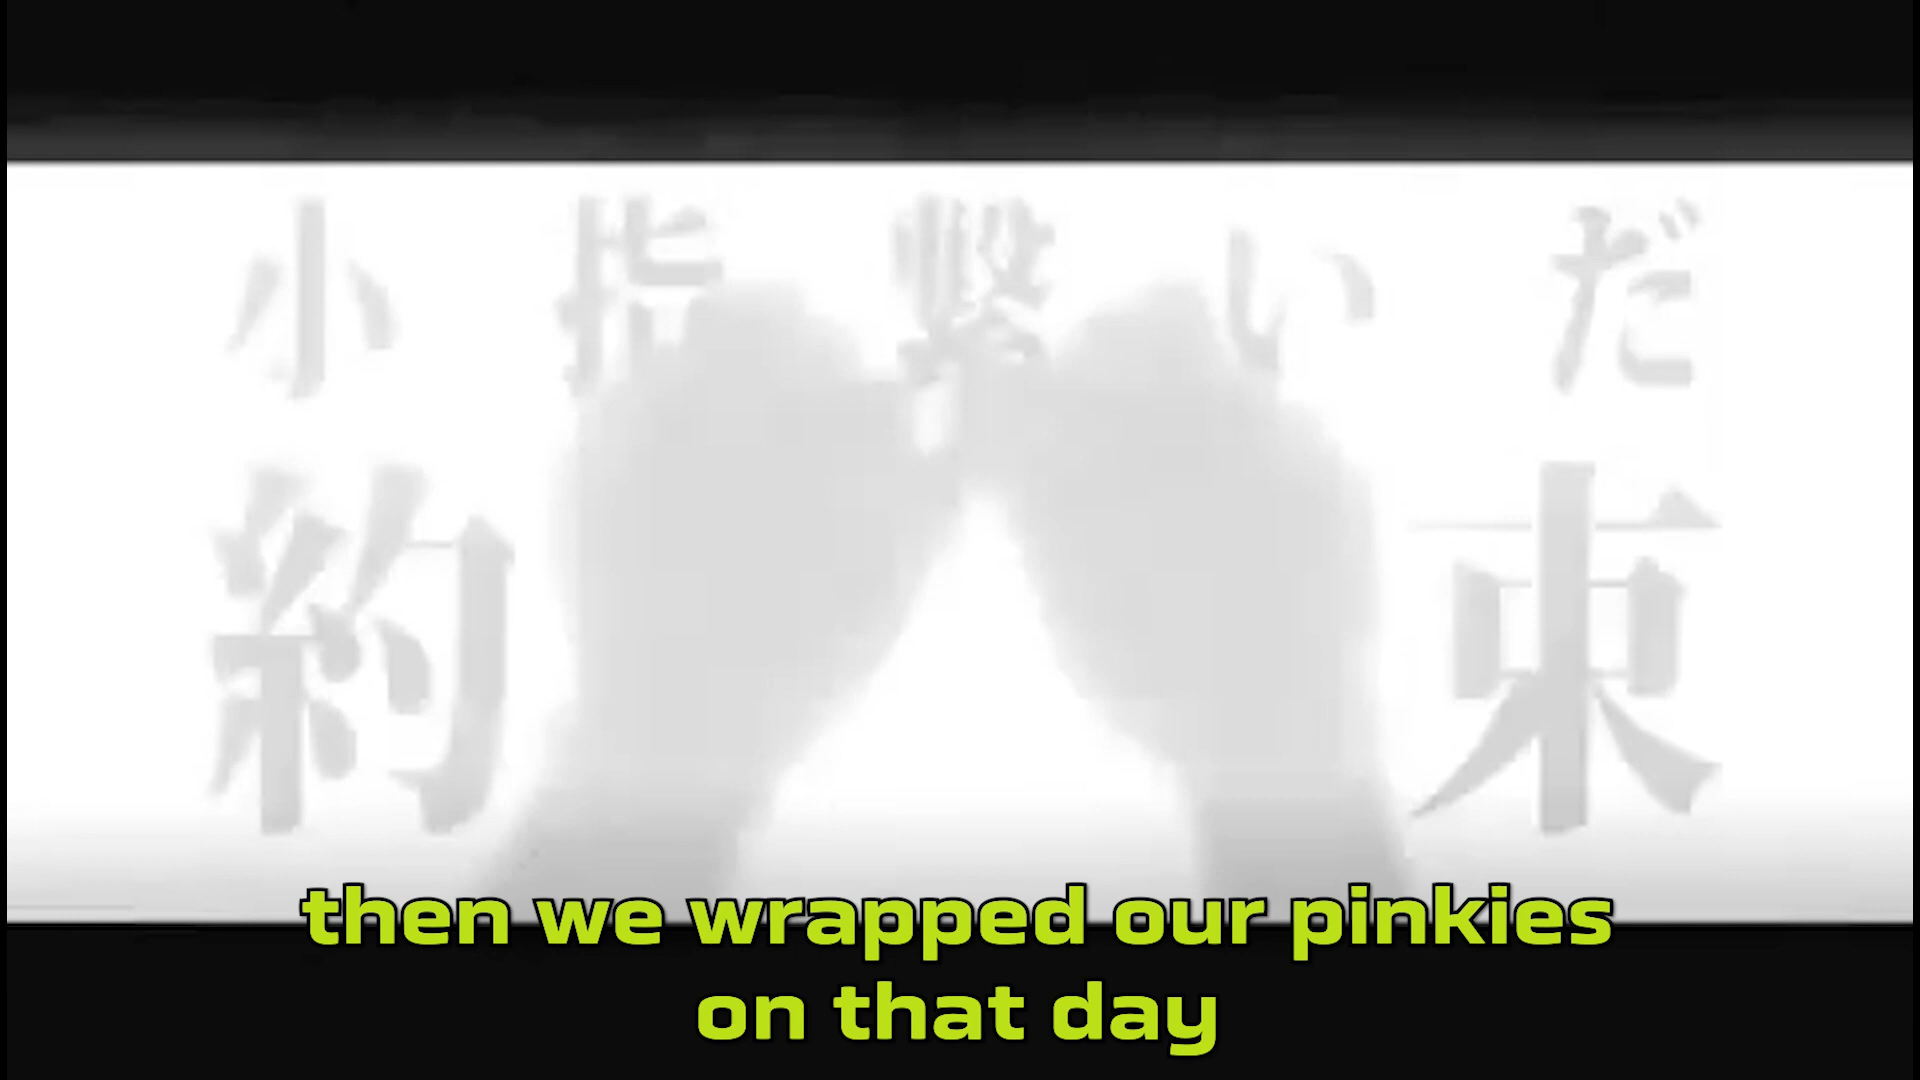 小指繋いだ
約束
then we wrapped our pinkies
on that day